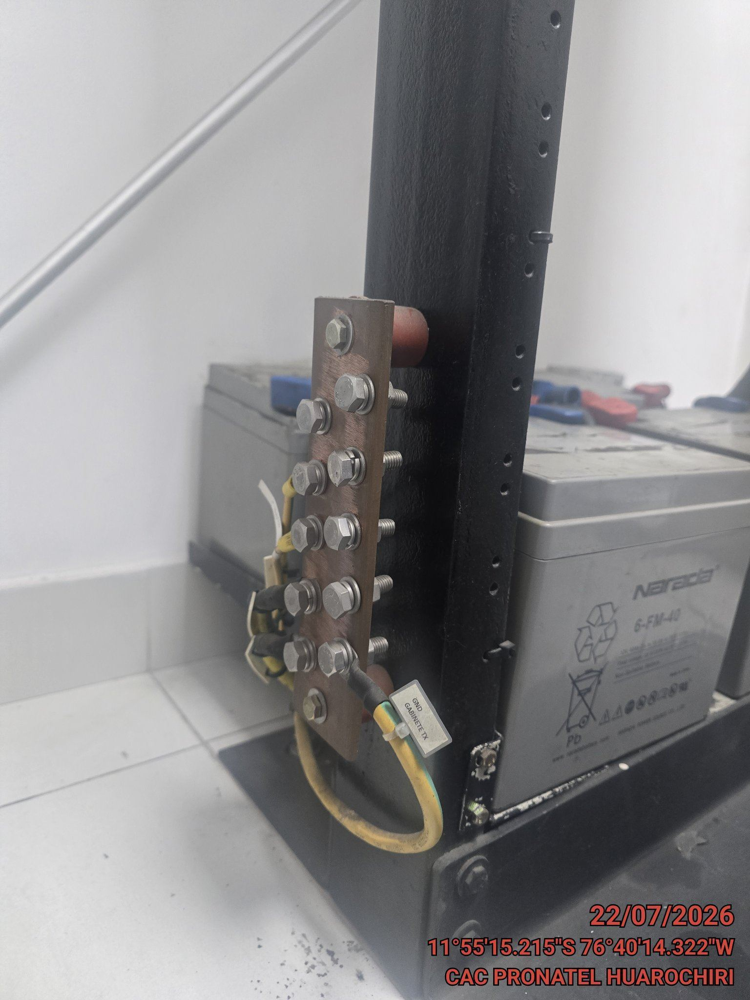 Narada
6-FM-40
GND
GABINETE TX
Pb
22/07/2026
11°55'15.215"S 76°40'14.322"W
CAC PRONATEL HUAROCHIRI